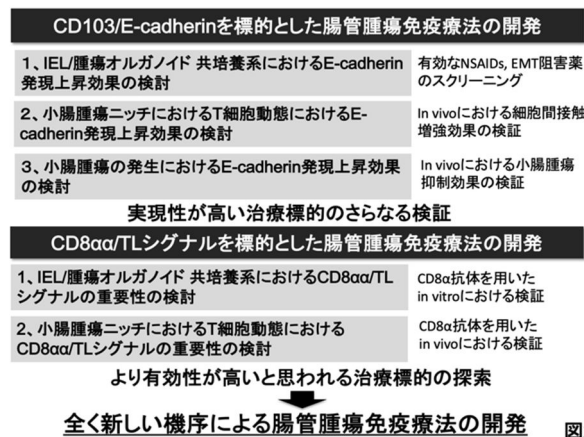 CD103/E-cadherinを標的とした腸管腫瘍免疫療法の開発
1、IEL/腫瘍オルガノイド 共培養系におけるE-cadherin
発現上昇効果の検討
有効なNSAIDs, EMT阻害薬
のスクリーニング
2、小腸腫瘍ニッチにおけるT細胞動態におけるE-
cadherin発現上昇効果の検討
In vivoにおける細胞間接触
増強効果の検証
3、小腸腫瘍の発生におけるE-cadherin発現上昇効果
の検討
In vivoにおける小腸腫瘍
抑制効果の検証
実現性が高い治療標的のさらなる検証
CD8αα/TLシグナルを標的とした腸管腫瘍免疫療法の開発
1、IEL/腫瘍オルガノイド 共培養系におけるCD8αα/TL
シグナルの重要性の検討
CD8α抗体を用いた
in vitroにおける検証
2、小腸腫瘍ニッチにおけるT細胞動態における
CD8αα/TLシグナルの重要性の検討
CD8α抗体を用いた
in vivoにおける検証
より有効性が高いと思われる治療標的の探索
全く新しい機序による腸管腫瘍免疫療法の開発
図